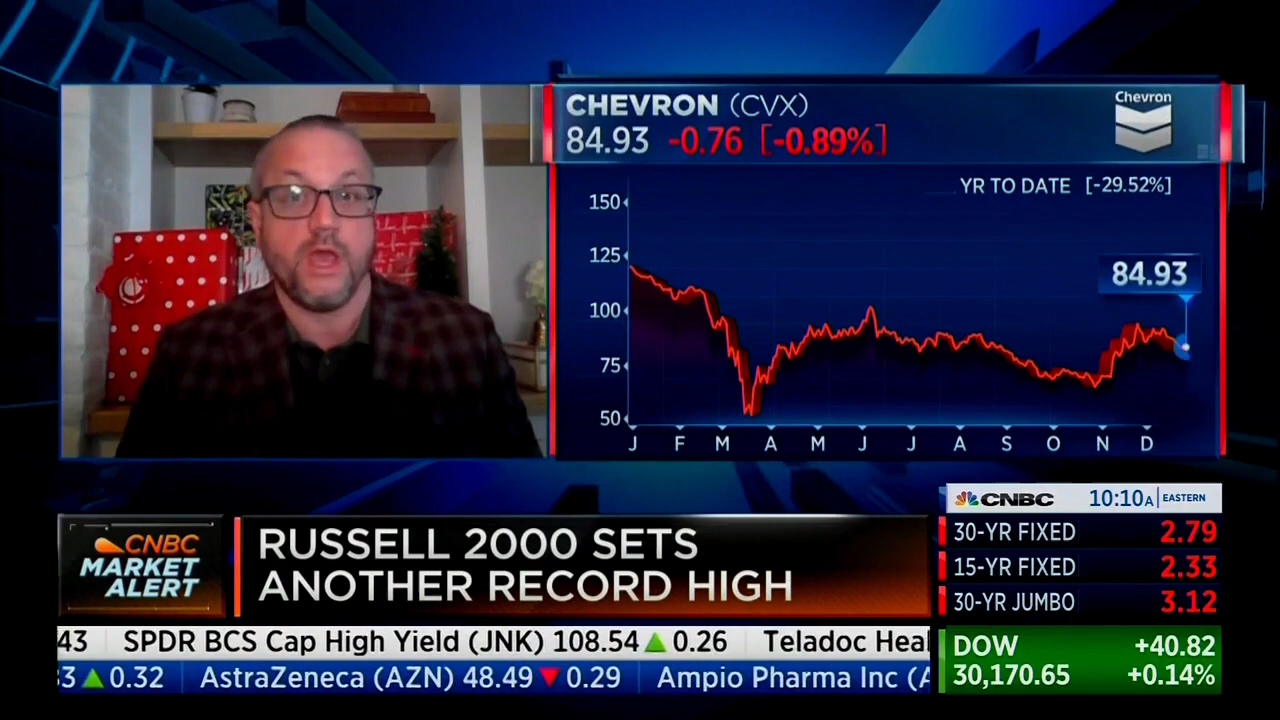 CHEVRON (CVX)
84.93 -0.76 [-0.89%]
Chevron
YR TO DATE [-29.52%]
150
125
100
75
50
84.93
J F M A M J J A S O N D
CNBC
MARKET
ALERT
RUSSELL 2000 SETS
ANOTHER RECORD HIGH
CNBC 10:10A EASTERN
30-YR FIXED 2.79
15-YR FIXED 2.33
30-YR JUMBO 3.12
DOW +40.82
30,170.65 +0.14%
43 SPDR BCS Cap High Yield (JNK) 108.54 ▲ 0.26 Teladoc Heal
3 ▲ 0.32 AstraZeneca (AZN) 48.49 ▼ 0.29 Ampio Pharma Inc (A